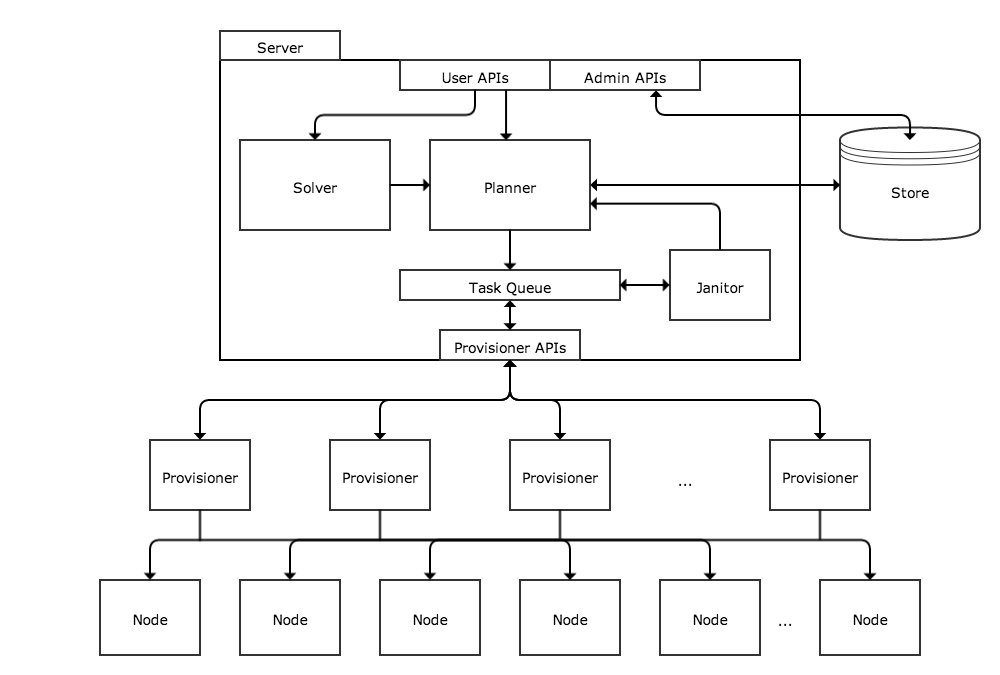 Server
User APIs
Admin APIs
Solver
Planner
Store
Task Queue
Janitor
Provisioner APIs
Provisioner
Provisioner
Provisioner
...
Provisioner
Node
Node
Node
Node
Node
...
Node